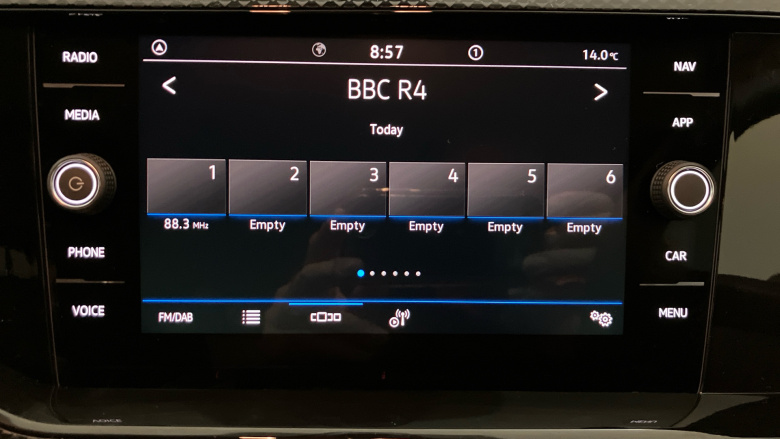 RADIO
MEDIA
PHONE
VOICE
8:57
1
14.0°C
BBC R4
Today
1
2
3
4
5
6
88.3 MHz
Empty
Empty
Empty
Empty
Empty
FM/DAB
NAV
APP
CAR
MENU